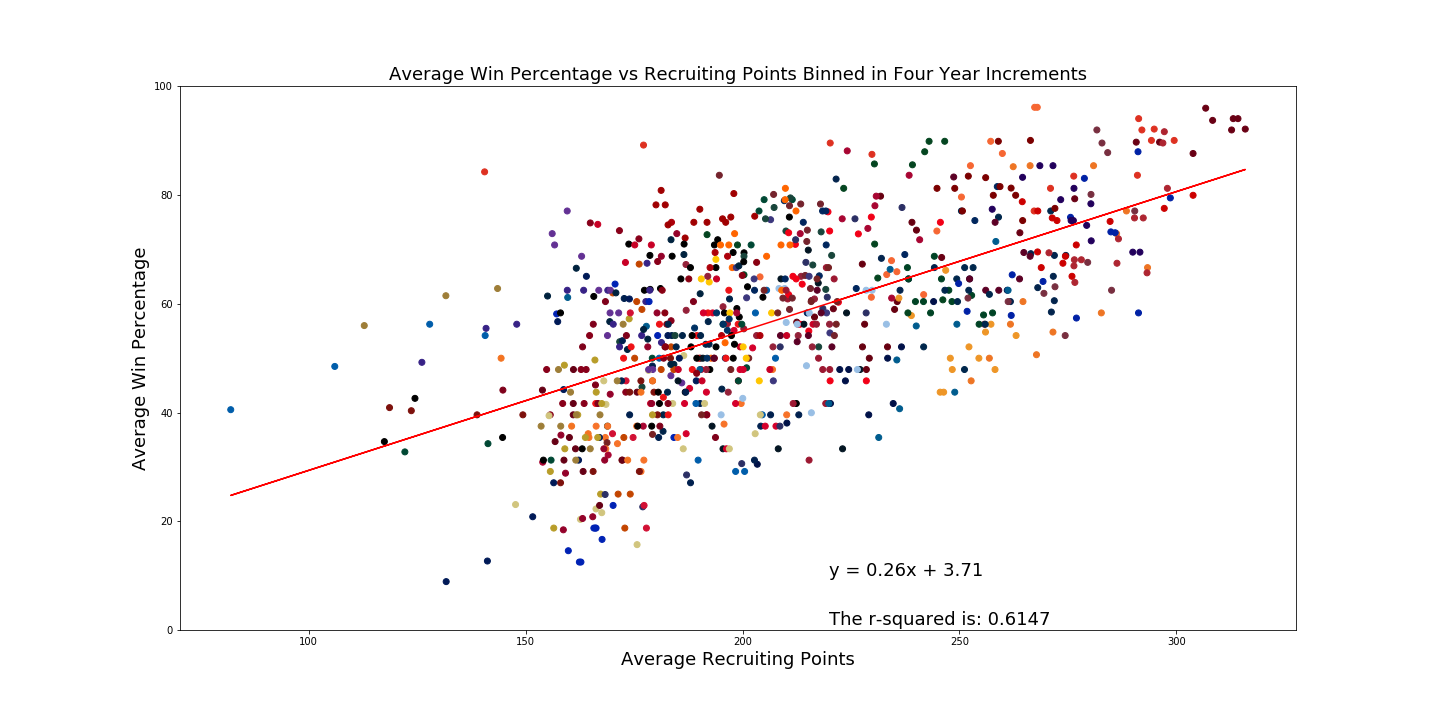 Average Win Percentage vs Recruiting Points Binned in Four Year Increments
100
80
60
40
20
0
Average Win Percentage
y = 0.26x + 3.71
The r-squared is: 0.6147
100 150 200 250 300
Average Recruiting Points